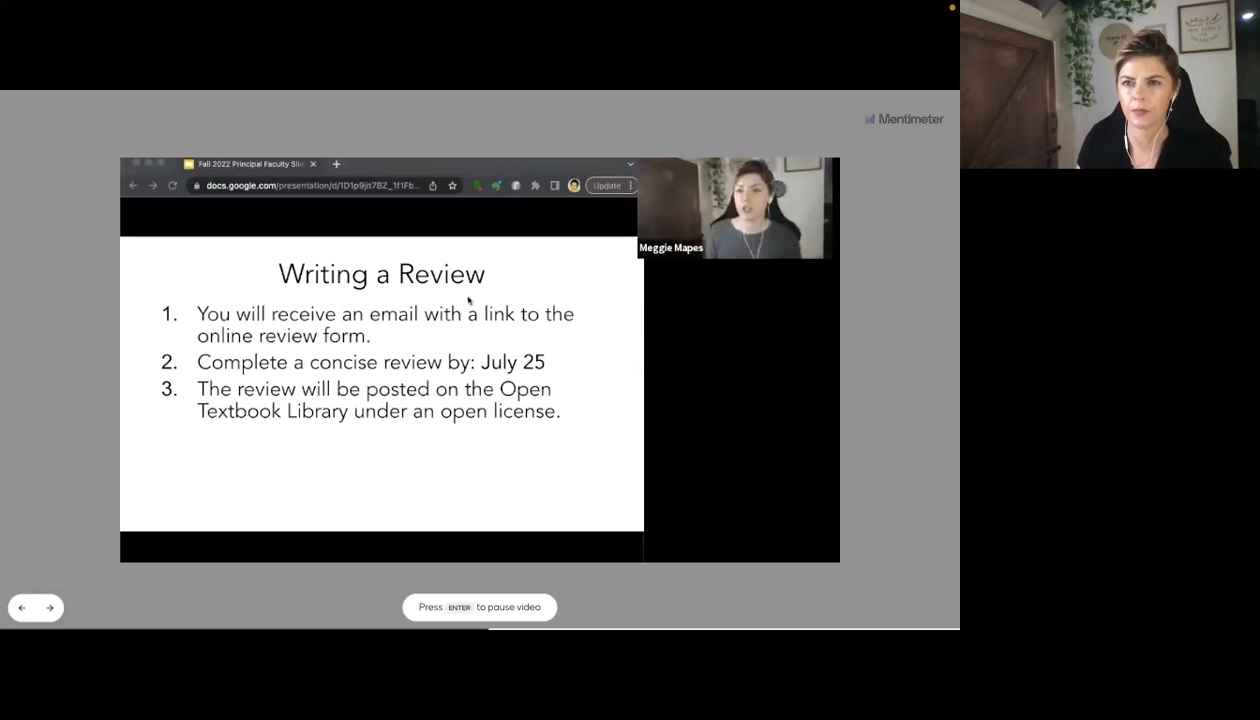 Mentimeter
Fall 2022 Principal Faculty Slie
docs.google.com/presentation/d/1D1p9jit7BZ_1f1Fb...
Update
Meggie Mapes
Writing a Review
1. You will receive an email with a link to the
online review form.
2. Complete a concise review by: July 25
3. The review will be posted on the Open
Textbook Library under an open license.
Press ENTER to pause video